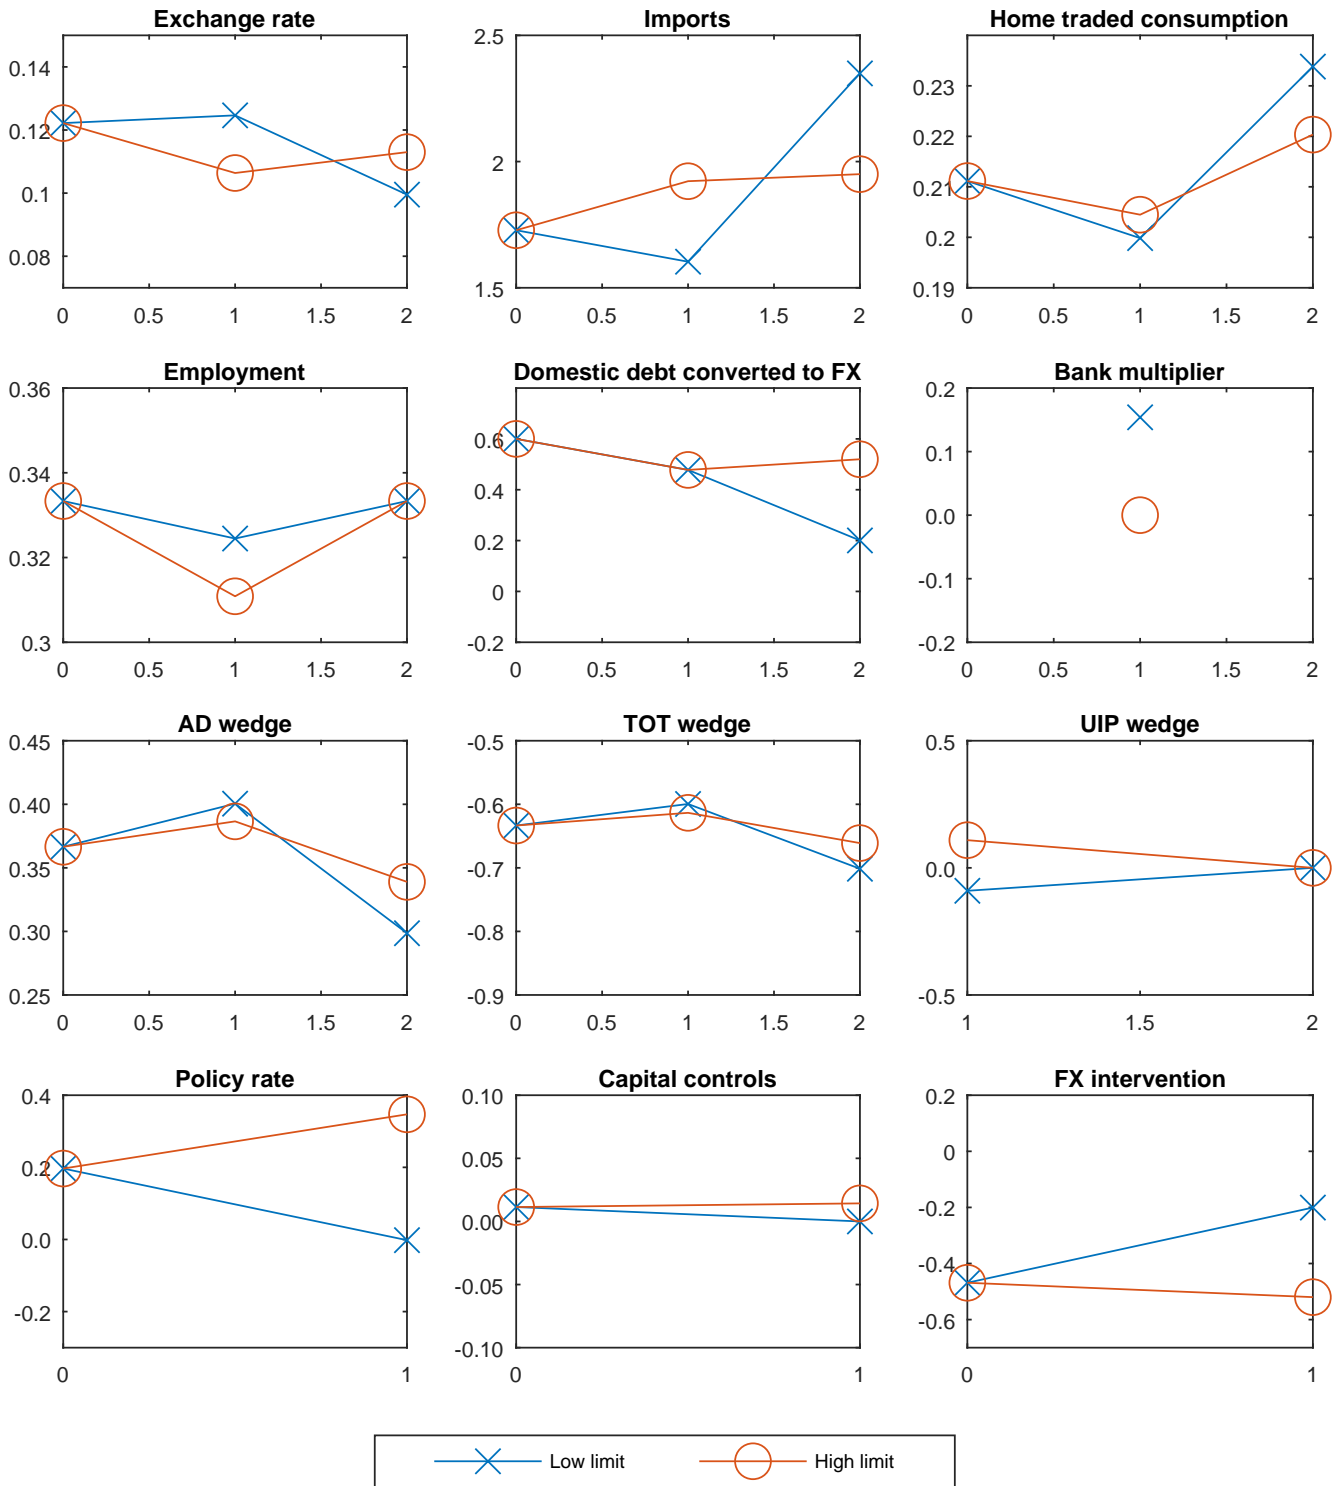 Exchange rate Imports Home traded consumption
0.14 2.5 0.23
0.12 2 0.22
0.1 0.21
0.08 0.2
1.5 0.19
0 0.5 1 1.5 2 0 0.5 1 1.5 2 0 0.5 1 1.5 2
Employment Domestic debt converted to FX Bank multiplier
0.36 0.6 0.2
0.34 0.4 0.1
0.32 0.2 0.0
0 -0.1
0.3 -0.2 -0.2
0 0.5 1 1.5 2 0 0.5 1 1.5 2 0 0.5 1 1.5 2
AD wedge TOT wedge UIP wedge
0.45 -0.5 0.5
0.40 -0.6
0.35 -0.7 0.0
0.30 -0.8
0.25 -0.9 -0.5
0 0.5 1 1.5 2 0 0.5 1 1.5 2 1 1.5 2
Policy rate Capital controls FX intervention
0.4 0.10 0.2
0.2 0.05 0
0.0 0.00 -0.2
-0.2 -0.05 -0.4
-0.10 -0.6
0 1 0 1 0 1
Low limit High limit